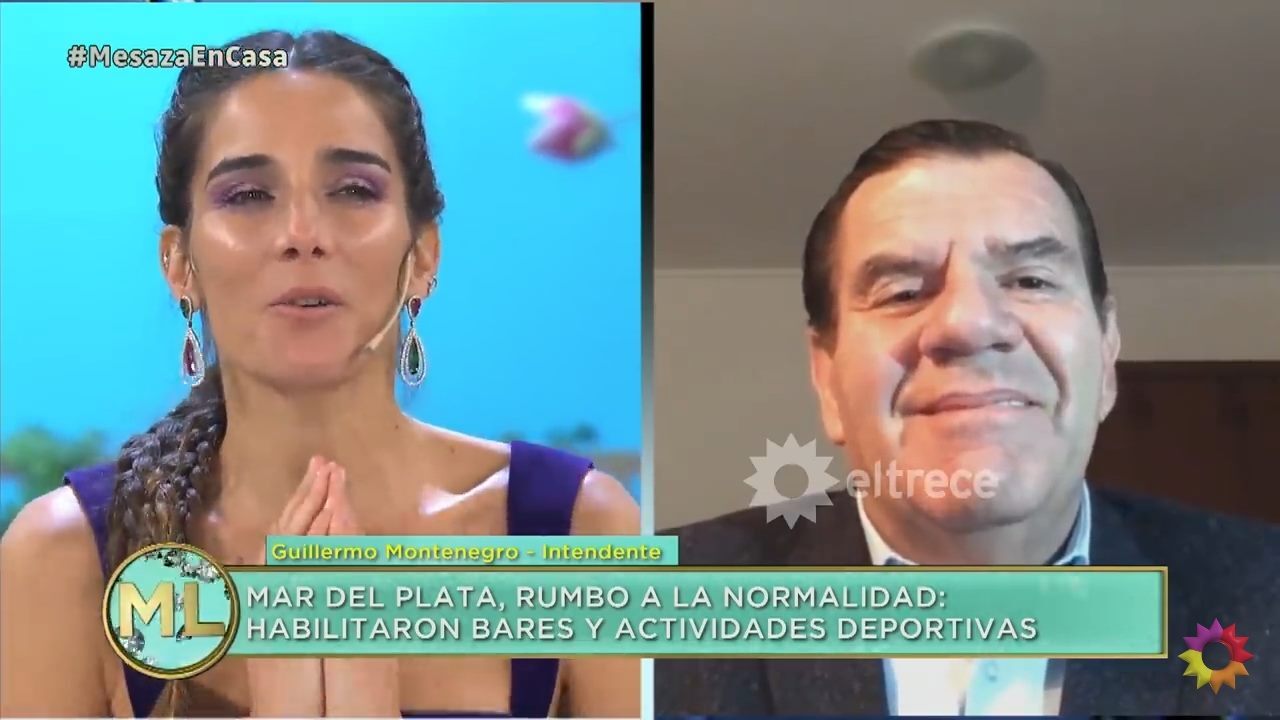 #MesazaEnCasa
eltrece
Guillermo Montenegro - Intendente
ML
MAR DEL PLATA, RUMBO A LA NORMALIDAD:
HABILITARON BARES Y ACTIVIDADES DEPORTIVAS